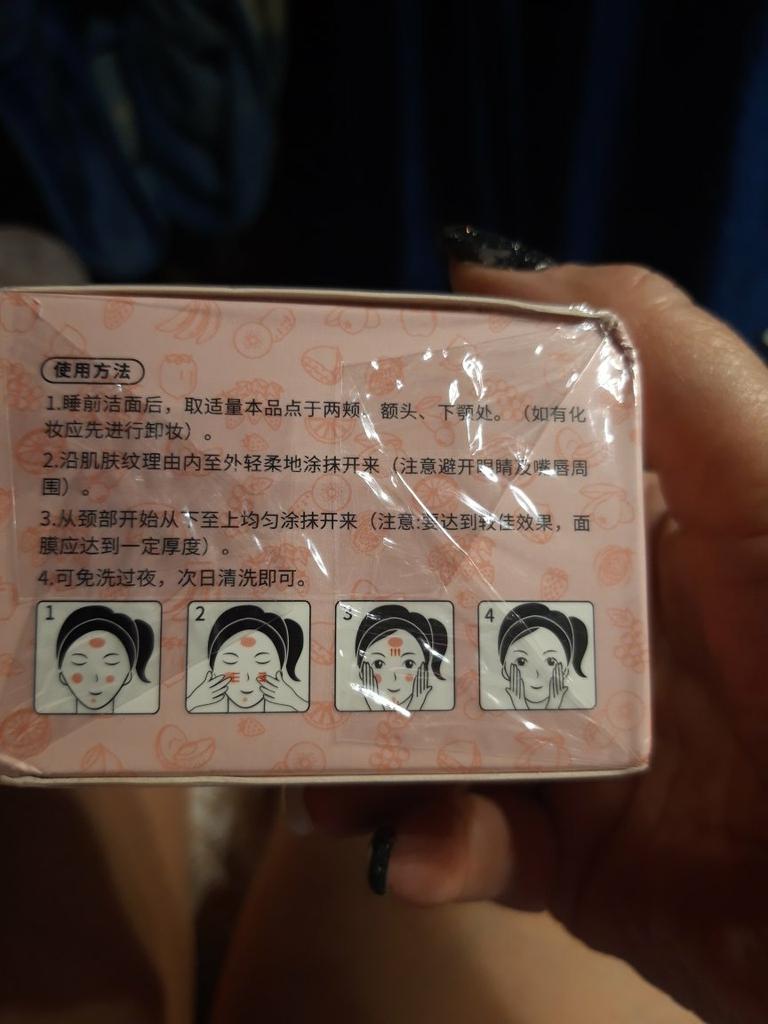 使用方法
1.睡前洁面后，取适量本品点于两颊、额头、下颚处。（如有化
妆应先进行卸妆）。
2.沿肌肤纹理由内至外轻柔地涂抹开来（注意避开眼睛及嘴唇周
围）。
3.从颈部开始从下至上均匀涂抹开来（注意:要达到较佳效果，面
膜应达到一定厚度）。
4.可免洗过夜，次日清洗即可。
1 2 3 4